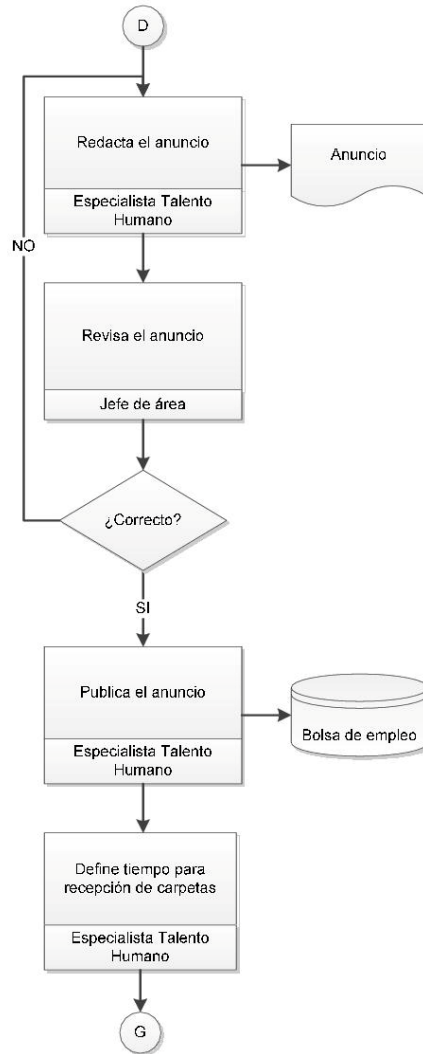 D
Redacta el anuncio
Especialista Talento
Humano
Anuncio
NO
Revisa el anuncio
Jefe de área
¿Correcto?
SI
Publica el anuncio
Especialista Talento
Humano
Bolsa de empleo
Define tiempo para
recepción de carpetas
Especialista Talento
Humano
G